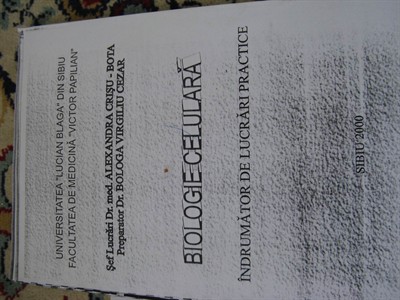 UNIVERSITATEA "LUCIAN BLAGA" DIN SIBIU
FACULTATEA DE MEDICINĂ "VICTOR PAPILIAN"
Şef Lucrări Dr. med. ALEXANDRA CRIŞU - BOTA
Preparator Dr. BOLOGA VIRGILIU CEZAR
BIOLOGIE CELULARĂ
ÎNDRUMĂTOR DE LUCRĂRI PRACTICE
SIBIU 2000